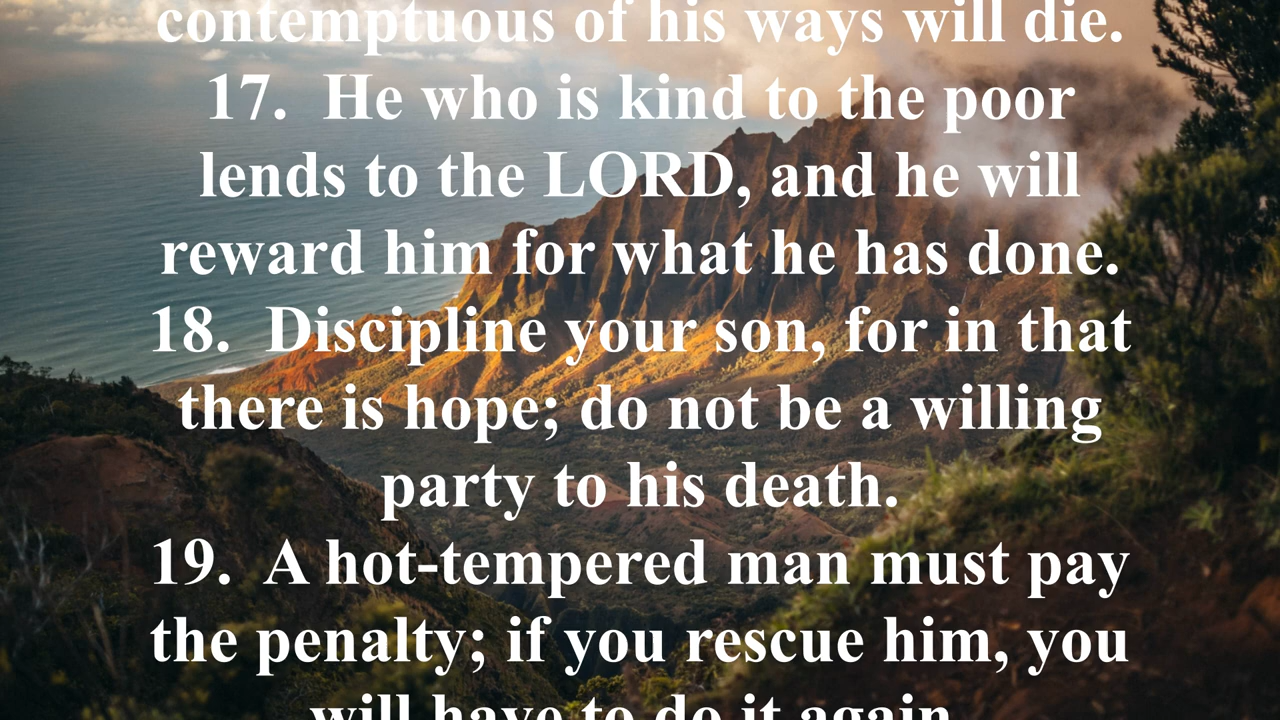 contemptuous of his ways will die.
17.  He who is kind to the poor
lends to the LORD, and he will
reward him for what he has done.
18.  Discipline your son, for in that
there is hope; do not be a willing
party to his death.
19.  A hot-tempered man must pay
the penalty; if you rescue him, you
will have to do it again